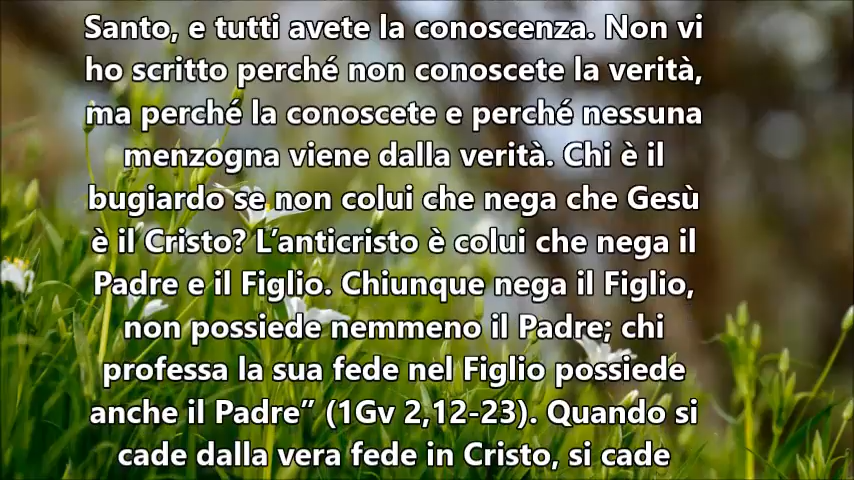 Santo, e tutti avete la conoscenza. Non vi
ho scritto perché non conoscete la verità,
ma perché la conoscete e perché nessuna
menzogna viene dalla verità. Chi è il
bugiardo se non colui che nega che Gesù
è il Cristo? L’anticristo è colui che nega il
Padre e il Figlio. Chiunque nega il Figlio,
non possiede nemmeno il Padre; chi
professa la sua fede nel Figlio possiede
anche il Padre” (1Gv 2,12-23). Quando si
cade dalla vera fede in Cristo, si cade